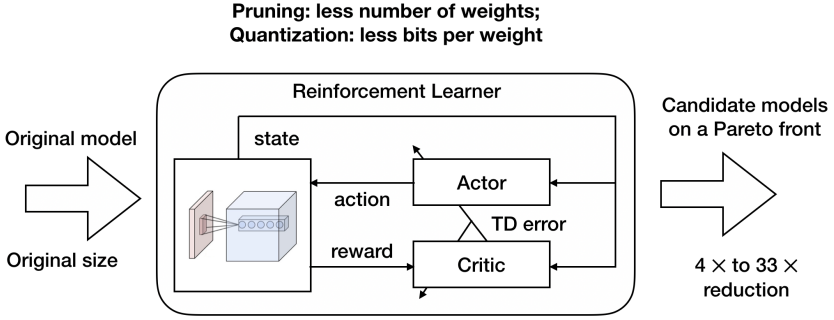 Pruning: less number of weights;
Quantization: less bits per weight
Reinforcement Learner
Original model
Original size
state
action
reward
Actor
TD error
Critic
Candidate models
on a Pareto front
4 × to 33 ×
reduction